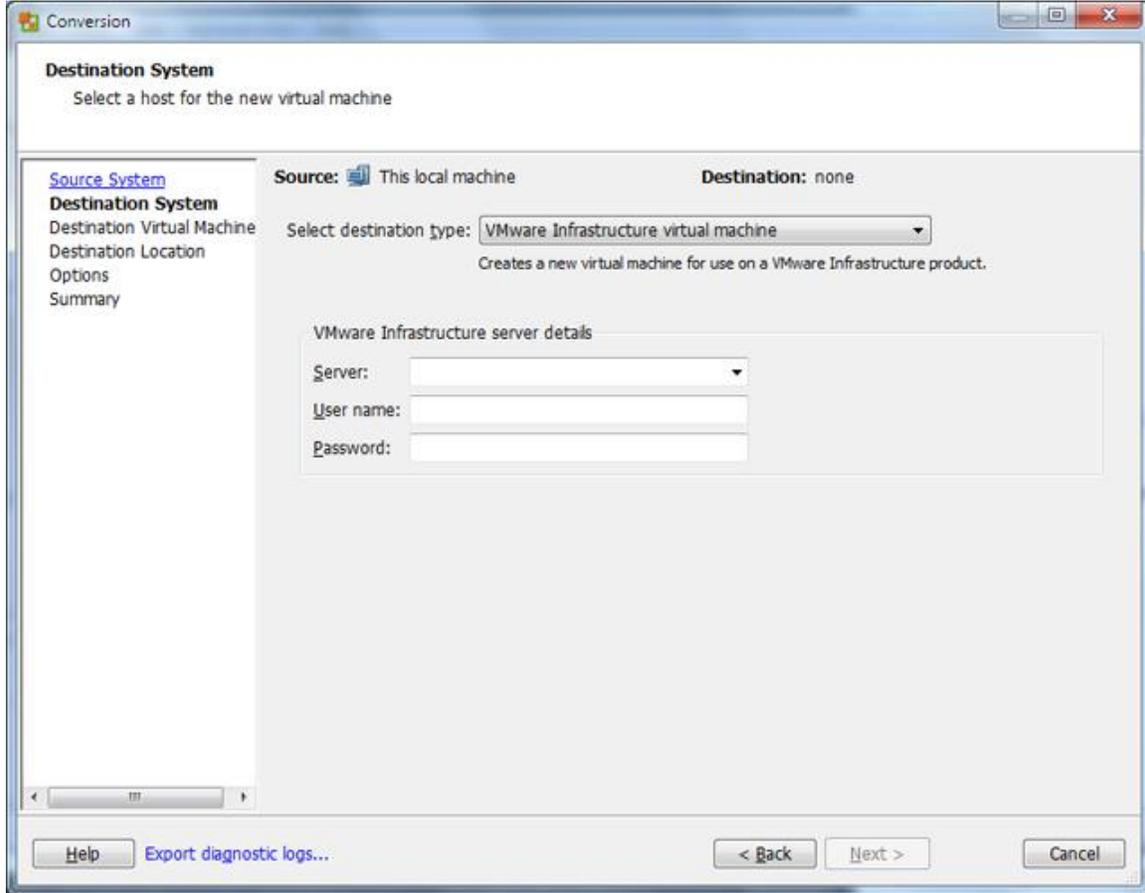 Conversion
Destination System
Select a host for the new virtual machine
Source System
Destination System
Destination Virtual Machine
Destination Location
Options
Summary
Source: This local machine Destination: none
Select destination type: VMware Infrastructure virtual machine
Creates a new virtual machine for use on a VMware Infrastructure product.
VMware Infrastructure server details
Server:
User name:
Password:
Help Export diagnostic logs... < Back Next > Cancel